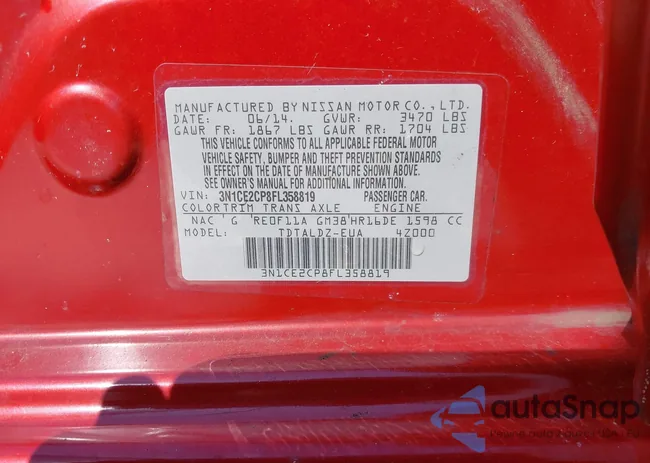 MANUFACTURED BY NISSAN MOTOR CO., LTD.
DATE: 06/14. GVWR: 3470 LBS
GAWR FR: 1867 LBS GAWR RR: 1704 LBS
THIS VEHICLE CONFORMS TO ALL APPLICABLE FEDERAL MOTOR
VEHICLE SAFETY, BUMPER AND THEFT PREVENTION STANDARDS
IN EFFECT ON THE DATE OF MANUFACTURE SHOWN ABOVE.
SEE OWNER'S MANUAL FOR ADDITIONAL INFORMATION.
VIN: 3N1CE2CP8FL358819 PASSENGER CAR.
COLOR TRIM TRANS AXLE ENGINE
NAC 'G 'RE0F11A GM38'HR16DE 1598 CC
MODEL: TDTALDZ-EUA 4Z000
3N1CE2CP8FL358819
autoSnap